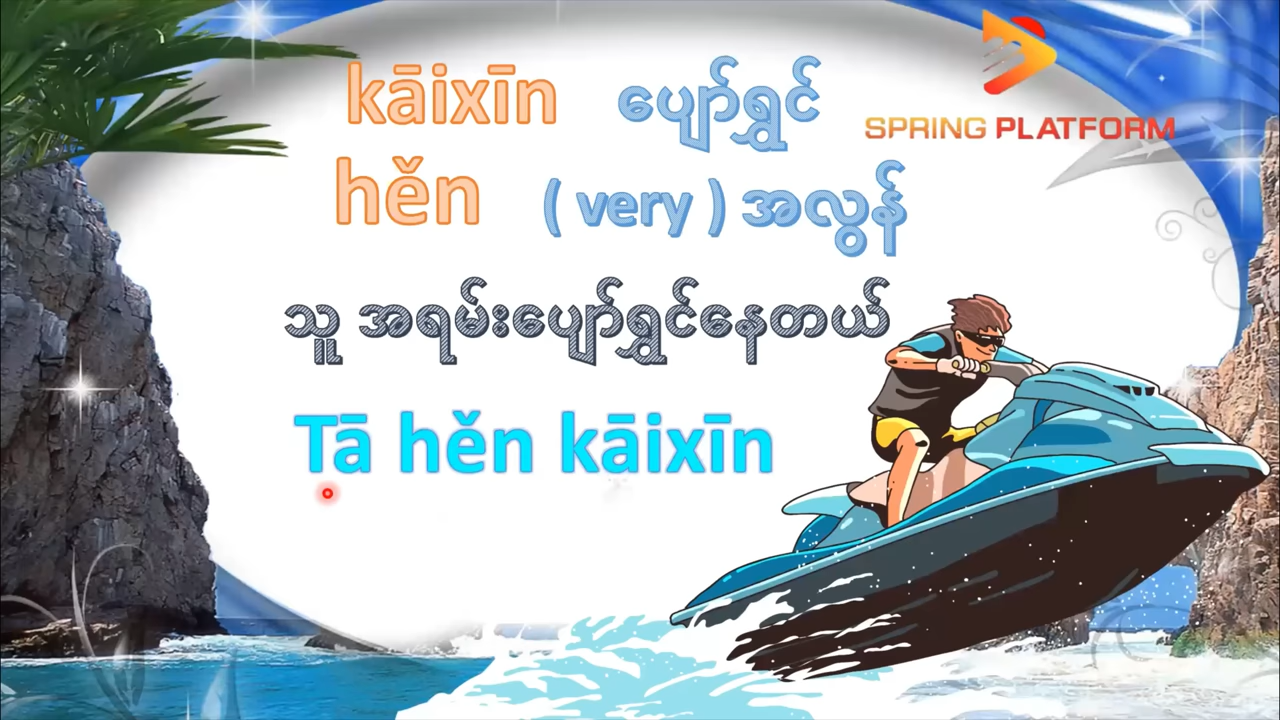 kāixīn ပျော်ရွှင်
SPRING PLATFORM
hěn ( very ) အလွန်
သူ အရမ်းပျော်ရွှင်နေတယ်
Tā hěn kāixīn